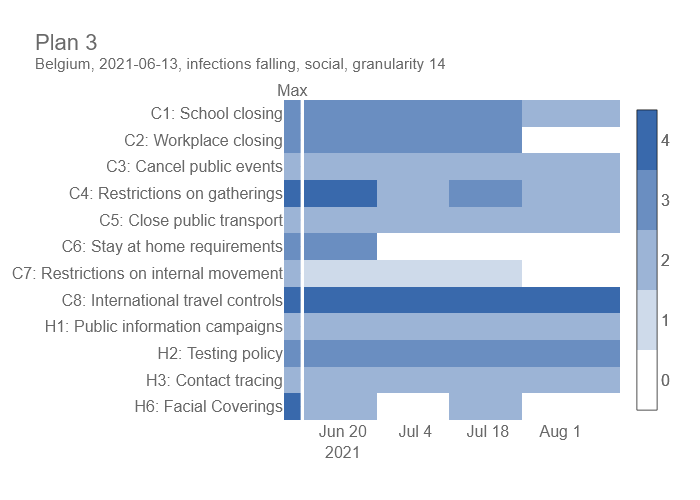 Plan 3
Belgium, 2021-06-13, infections falling, social, granularity 14
Max
C1: School closing
C2: Workplace closing
C3: Cancel public events
C4: Restrictions on gatherings
C5: Close public transport
C6: Stay at home requirements
C7: Restrictions on internal movement
C8: International travel controls
H1: Public information campaigns
H2: Testing policy
H3: Contact tracing
H6: Facial Coverings
Jun 20 Jul 4 Jul 18 Aug 1
2021
4
3
2
1
0